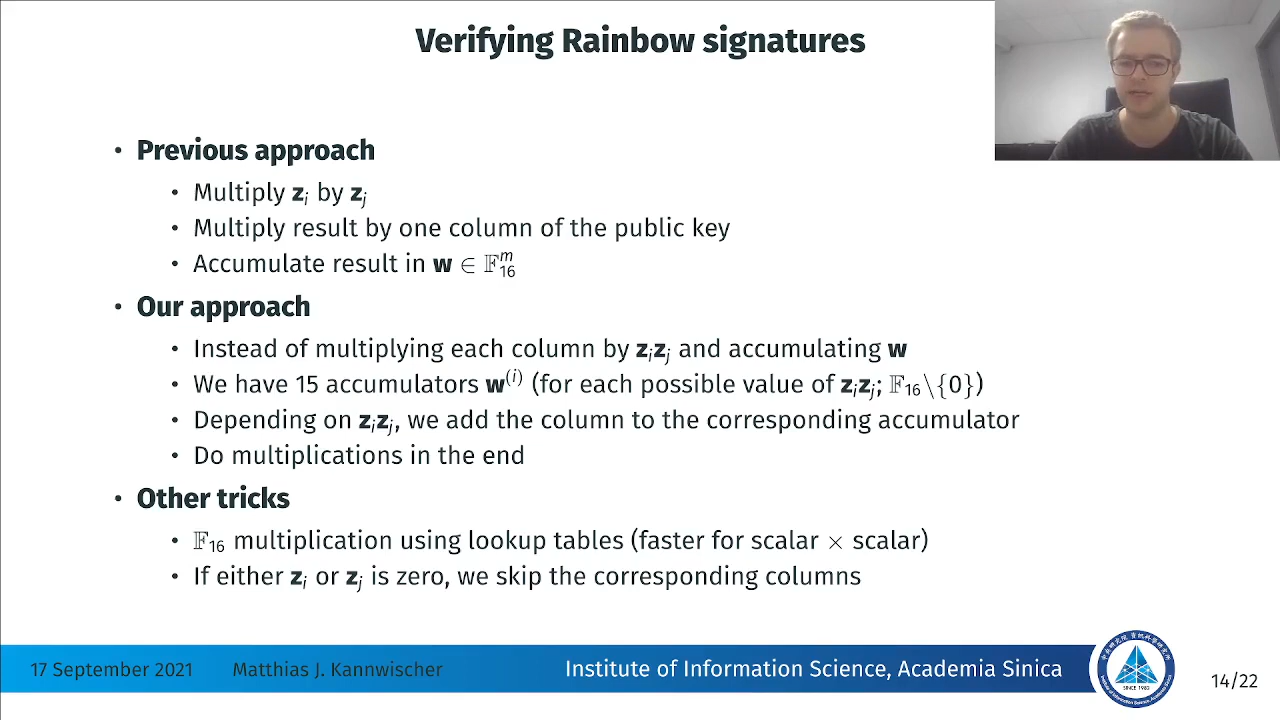 Verifying Rainbow signatures
• Previous approach
• Multiply zᵢ by zⱼ
• Multiply result by one column of the public key
• Accumulate result in w ∈ 𝔽₁₆ᵐ
• Our approach
• Instead of multiplying each column by zᵢzⱼ and accumulating w
• We have 15 accumulators w⁽ⁱ⁾ (for each possible value of zᵢzⱼ; 𝔽₁₆\{0})
• Depending on zᵢzⱼ, we add the column to the corresponding accumulator
• Do multiplications in the end
• Other tricks
• 𝔽₁₆ multiplication using lookup tables (faster for scalar × scalar)
• If either zᵢ or zⱼ is zero, we skip the corresponding columns
17 September 2021 Matthias J. Kannwischer Institute of Information Science, Academia Sinica
SINCE 1982
14/22